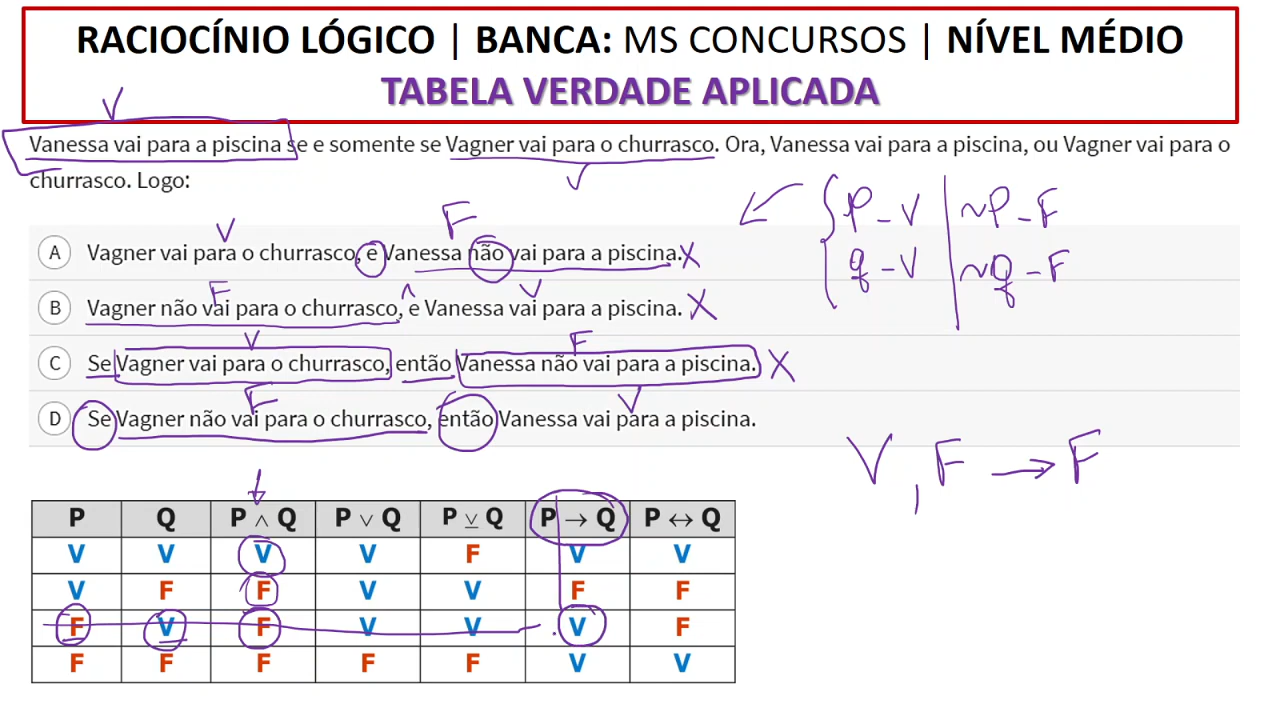 RACIOCÍNIO LÓGICO | BANCA: MS CONCURSOS | NÍVEL MÉDIO
TABELA VERDADE APLICADA
V
Vanessa vai para a piscina se e somente se Vagner vai para o churrasco. Ora, Vanessa vai para a piscina, ou Vagner vai para o
V
churrasco. Logo:
P - V | ~P - F
q - V | ~Q - F
V F
A Vagner vai para o churrasco, e Vanessa não vai para a piscina. X
F ^ V
B Vagner não vai para o churrasco, e Vanessa vai para a piscina. X
V F
C Se Vagner vai para o churrasco, então Vanessa não vai para a piscina. X
F V
D Se Vagner não vai para o churrasco, então Vanessa vai para a piscina.
V, F → F
P Q P ∧ Q P ∨ Q P ⊻ Q P → Q P ↔ Q
V V V V F V V
V F F V V F F
F V F V V V F
F F F F F V V